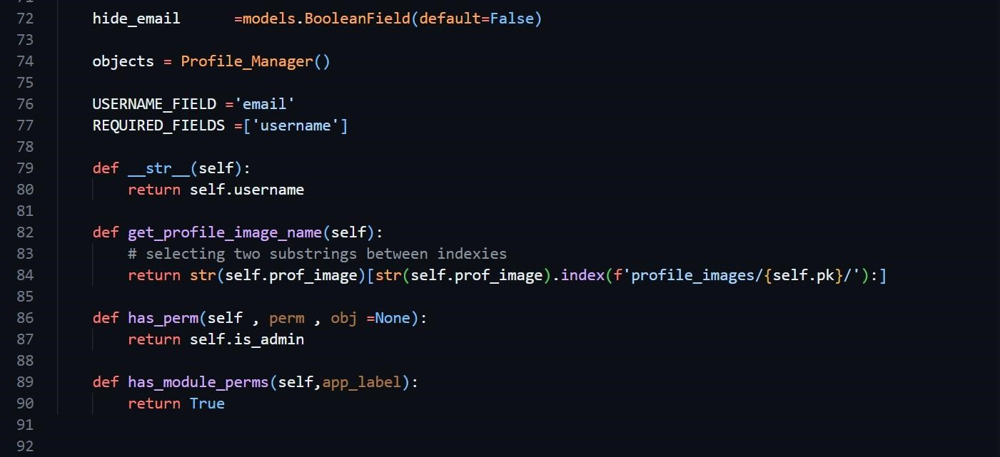 72 hide_email =models.BooleanField(default=False)
73
74 objects = Profile_Manager()
75
76 USERNAME_FIELD ='email'
77 REQUIRED_FIELDS =['username']
78
79 def __str__(self):
80 return self.username
81
82 def get_profile_image_name(self):
83 # selecting two substrings between indexies
84 return str(self.prof_image)[str(self.prof_image).index(f'profile_images/{self.pk}/'):]
85
86 def has_perm(self , perm , obj =None):
87 return self.is_admin
88
89 def has_module_perms(self,app_label):
90 return True
91
92